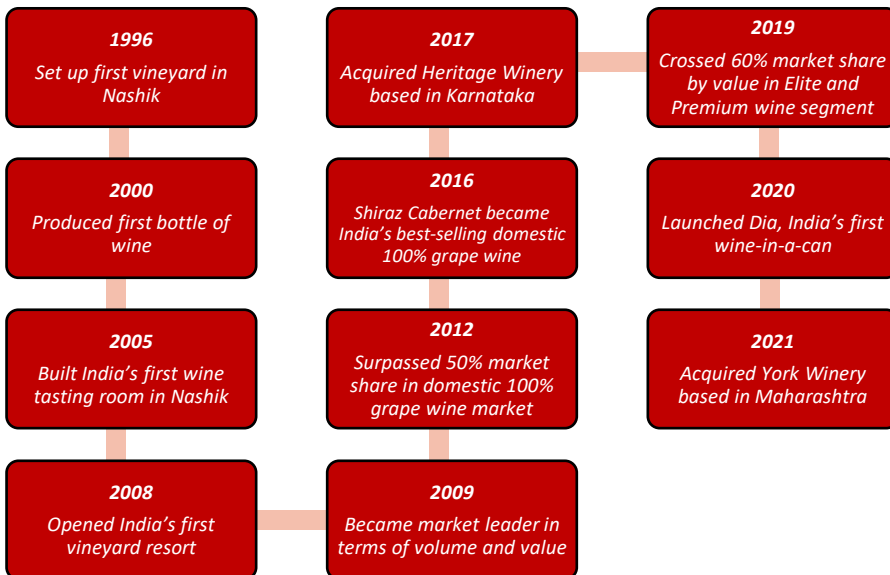 1996
Set up first vineyard in
Nashik
2000
Produced first bottle of
wine
2005
Built India's first wine
tasting room in Nashik
2008
Opened India's first
vineyard resort
2009
Became market leader in
terms of volume and value
2012
Surpassed 50% market
share in domestic 100%
grape wine market
2016
Shiraz Cabernet became
India's best-selling domestic
100% grape wine
2017
Acquired Heritage Winery
based in Karnataka
2019
Crossed 60% market share
by value in Elite and
Premium wine segment
2020
Launched Dia, India's first
wine-in-a-can
2021
Acquired York Winery
based in Maharashtra